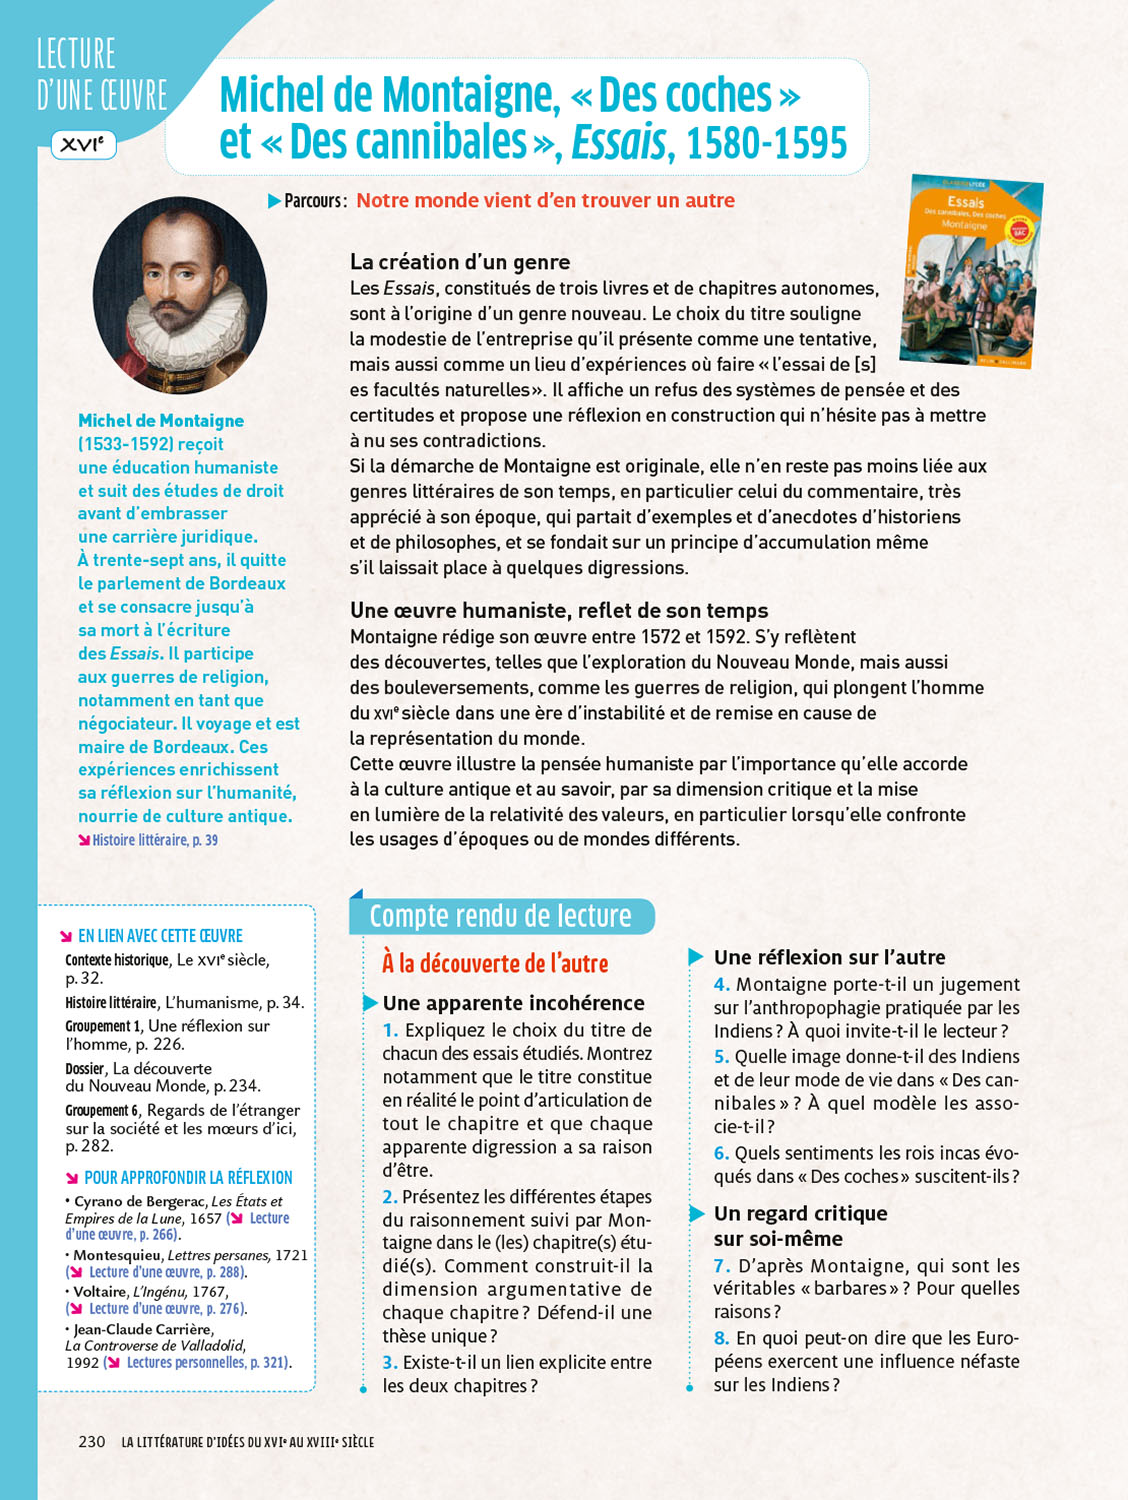 LECTURE
D'UNE ŒUVRE
XVIe
Michel de Montaigne, « Des coches »
et « Des cannibales », Essais, 1580-1595
Parcours : Notre monde vient d'en trouver un autre
CLASSICO LYCÉE
Essais
Des cannibales, Des coches
Montaigne
BAC
BELIN ■ GALLIMARD
Michel de Montaigne
(1533-1592) reçoit
une éducation humaniste
et suit des études de droit
avant d'embrasser
une carrière juridique.
À trente-sept ans, il quitte
le parlement de Bordeaux
et se consacre jusqu'à
sa mort à l'écriture
des Essais. Il participe
aux guerres de religion,
notamment en tant que
négociateur. Il voyage et est
maire de Bordeaux. Ces
expériences enrichissent
sa réflexion sur l'humanité,
nourrie de culture antique.
Histoire littéraire, p. 39
La création d'un genre
Les Essais, constitués de trois livres et de chapitres autonomes,
sont à l'origine d'un genre nouveau. Le choix du titre souligne
la modestie de l'entreprise qu'il présente comme une tentative,
mais aussi comme un lieu d'expériences où faire « l'essai de [s]
es facultés naturelles ». Il affiche un refus des systèmes de pensée et des
certitudes et propose une réflexion en construction qui n'hésite pas à mettre
à nu ses contradictions.
Si la démarche de Montaigne est originale, elle n'en reste pas moins liée aux
genres littéraires de son temps, en particulier celui du commentaire, très
apprécié à son époque, qui partait d'exemples et d'anecdotes d'historiens
et de philosophes, et se fondait sur un principe d'accumulation même
s'il laissait place à quelques digressions.
Une œuvre humaniste, reflet de son temps
Montaigne rédige son œuvre entre 1572 et 1592. S'y reflètent
des découvertes, telles que l'exploration du Nouveau Monde, mais aussi
des bouleversements, comme les guerres de religion, qui plongent l'homme
du XVIe siècle dans une ère d'instabilité et de remise en cause de
la représentation du monde.
Cette œuvre illustre la pensée humaniste par l'importance qu'elle accorde
à la culture antique et au savoir, par sa dimension critique et la mise
en lumière de la relativité des valeurs, en particulier lorsqu'elle confronte
les usages d'époques ou de mondes différents.
EN LIEN AVEC CETTE ŒUVRE
Contexte historique, Le XVIe siècle,
p. 32.
Histoire littéraire, L'humanisme, p. 34.
Groupement 1, Une réflexion sur
l'homme, p. 226.
Dossier, La découverte
du Nouveau Monde, p. 234.
Groupement 6, Regards de l'étranger
sur la société et les mœurs d'ici,
p. 282.
POUR APPROFONDIR LA RÉFLEXION
• Cyrano de Bergerac, Les États et
Empires de la Lune, 1657 ( Lecture
d'une œuvre, p. 266).
• Montesquieu, Lettres persanes, 1721
( Lecture d'une œuvre, p. 288).
• Voltaire, L'Ingénu, 1767,
( Lecture d'une œuvre, p. 276).
• Jean-Claude Carrière,
La Controverse de Valladolid,
1992 ( Lectures personnelles, p. 321).
Compte rendu de lecture
À la découverte de l'autre
Une apparente incohérence
1. Expliquez le choix du titre de
chacun des essais étudiés. Montrez
notamment que le titre constitue
en réalité le point d'articulation de
tout le chapitre et que chaque
apparente digression a sa raison
d'être.
2. Présentez les différentes étapes
du raisonnement suivi par Mon-
taigne dans le (les) chapitre(s) étu-
dié(s). Comment construit-il la
dimension argumentative de
chaque chapitre ? Défend-il une
thèse unique ?
3. Existe-t-il un lien explicite entre
les deux chapitres ?
Une réflexion sur l'autre
4. Montaigne porte-t-il un jugement
sur l'anthropophagie pratiquée par les
Indiens ? À quoi invite-t-il le lecteur ?
5. Quelle image donne-t-il des Indiens
et de leur mode de vie dans « Des can-
nibales » ? À quel modèle les asso-
cie-t-il ?
6. Quels sentiments les rois incas évo-
qués dans « Des coches » suscitent-ils ?
Un regard critique
sur soi-même
7. D'après Montaigne, qui sont les
véritables « barbares » ? Pour quelles
raisons ?
8. En quoi peut-on dire que les Euro-
péens exercent une influence néfaste
sur les Indiens ?
230 LA LITTÉRATURE D'IDÉES DU XVIe AU XVIIIe SIÈCLE